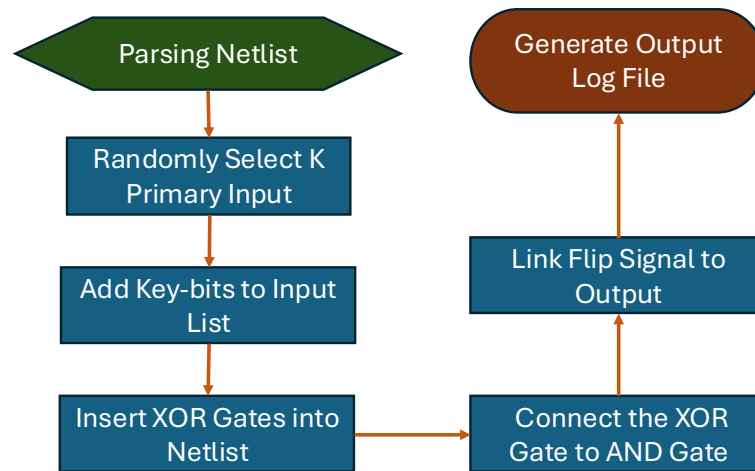 Parsing Netlist
Randomly Select K
Primary Input
Add Key-bits to Input
List
Insert XOR Gates into
Netlist
Connect the XOR
Gate to AND Gate
Link Flip Signal to
Output
Generate Output
Log File